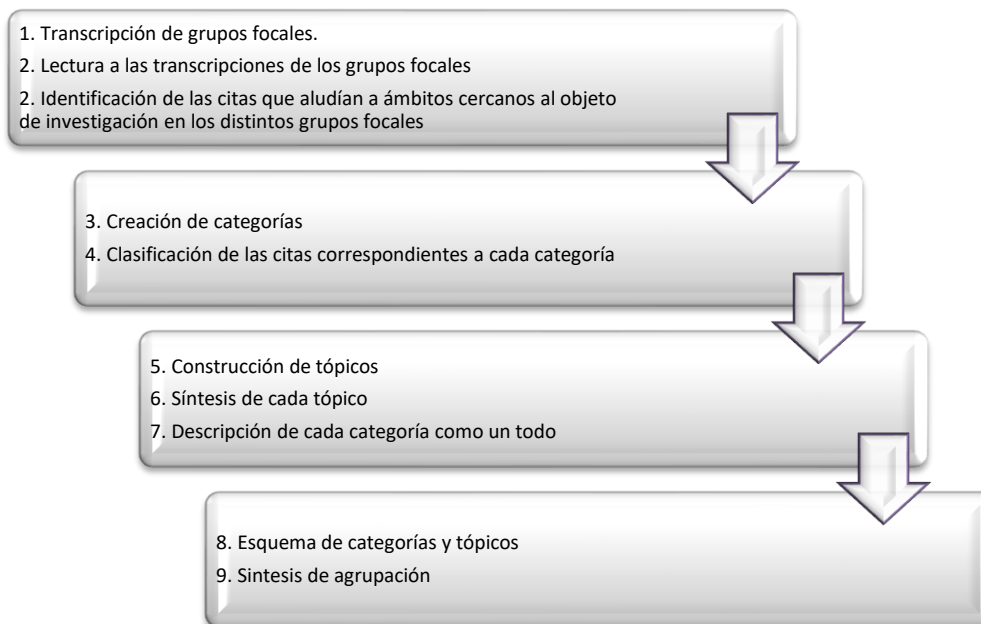 1. Transcripción de grupos focales.
2. Lectura a las transcripciones de los grupos focales
2. Identificación de las citas que aludían a ámbitos cercanos al objeto
de investigación en los distintos grupos focales
3. Creación de categorías
4. Clasificación de las citas correspondientes a cada categoría
5. Construcción de tópicos
6. Síntesis de cada tópico
7. Descripción de cada categoría como un todo
8. Esquema de categorías y tópicos
9. Sintesis de agrupación